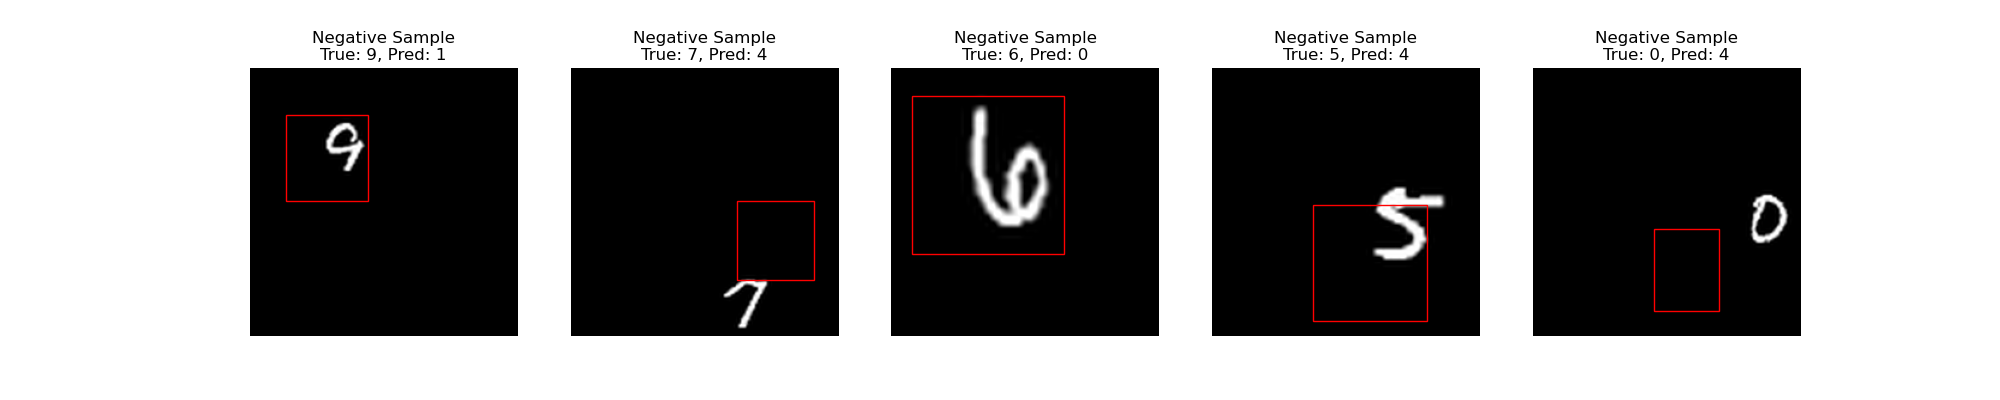 Negative Sample
True: 9, Pred: 1
Negative Sample
True: 7, Pred: 4
Negative Sample
True: 6, Pred: 0
Negative Sample
True: 5, Pred: 4
Negative Sample
True: 0, Pred: 4
9
7
6
5
0